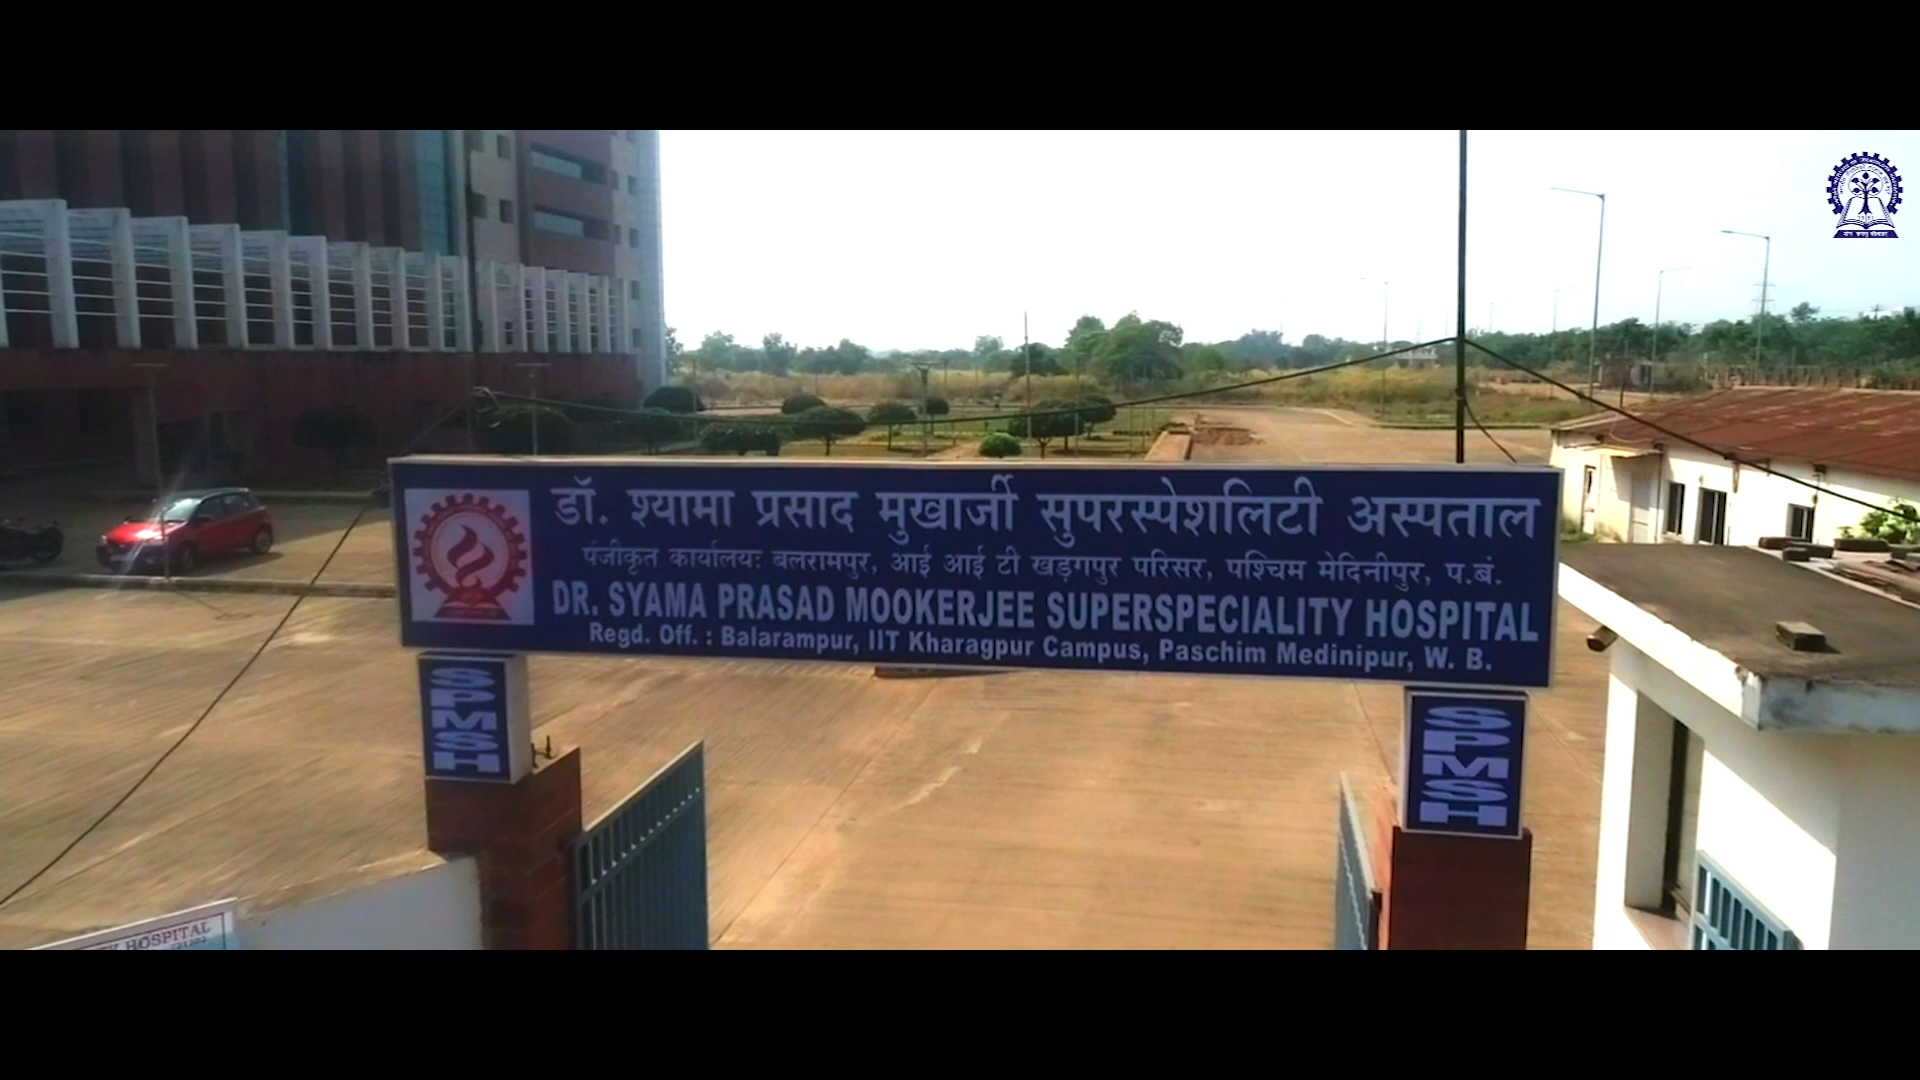 डॉ. श्यामा प्रसाद मुखार्जी सुपरस्पेशलिटी अस्पताल
पंजीकृत कार्यालयः बलरामपुर, आई आई टी खड़गपुर परिसर, पश्चिम मेदिनीपुर, प.बं.
DR. SYAMA PRASAD MOOKERJEE SUPERSPECIALITY HOSPITAL
Regd. Off. : Balarampur, IIT Kharagpur Campus, Paschim Medinipur, W. B.
SPMSH
SPMSH
HOSPITAL